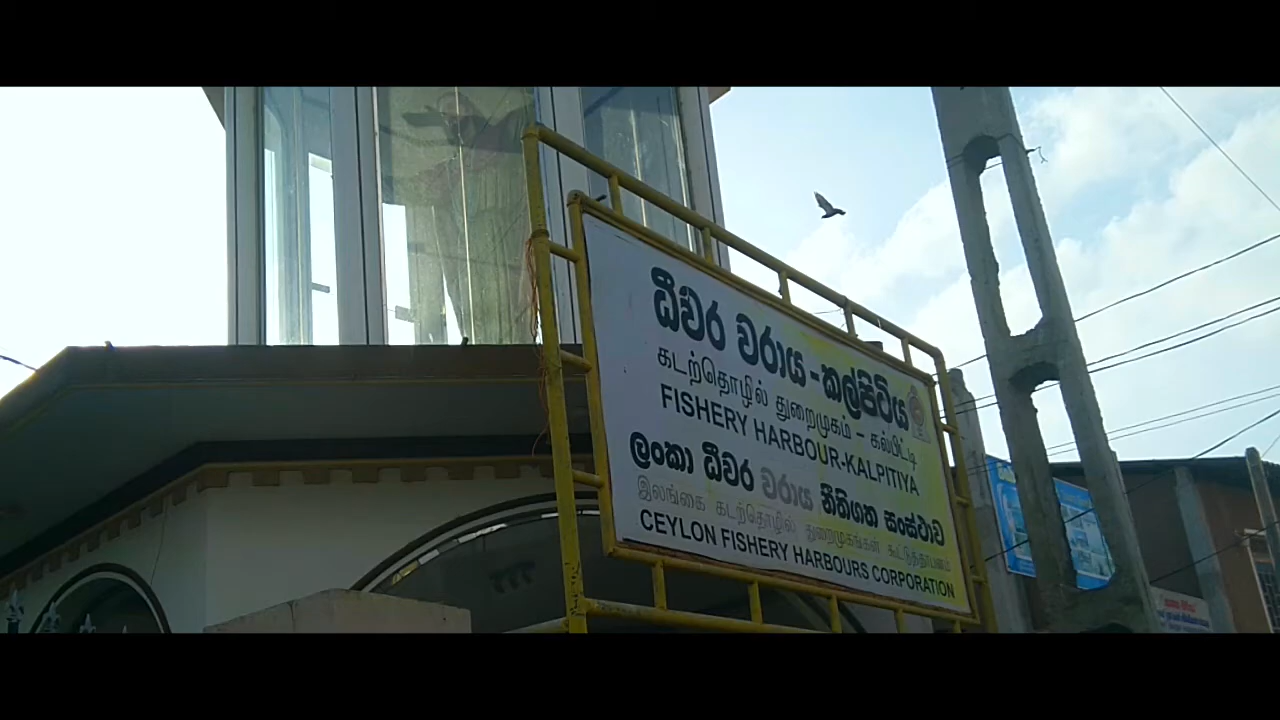 ධීවර වරාය - කල්පිටිය
கடற்தொழில் துறைமுகம் - கல்பிட்டி
FISHERY HARBOUR-KALPITIYA
ලංකා ධීවර වරාය නීතිගත සංස්ථාව
இலங்கை கடற்தொழில் துறைமுகங்கள் கூட்டுத்தாபனம்
CEYLON FISHERY HARBOURS CORPORATION